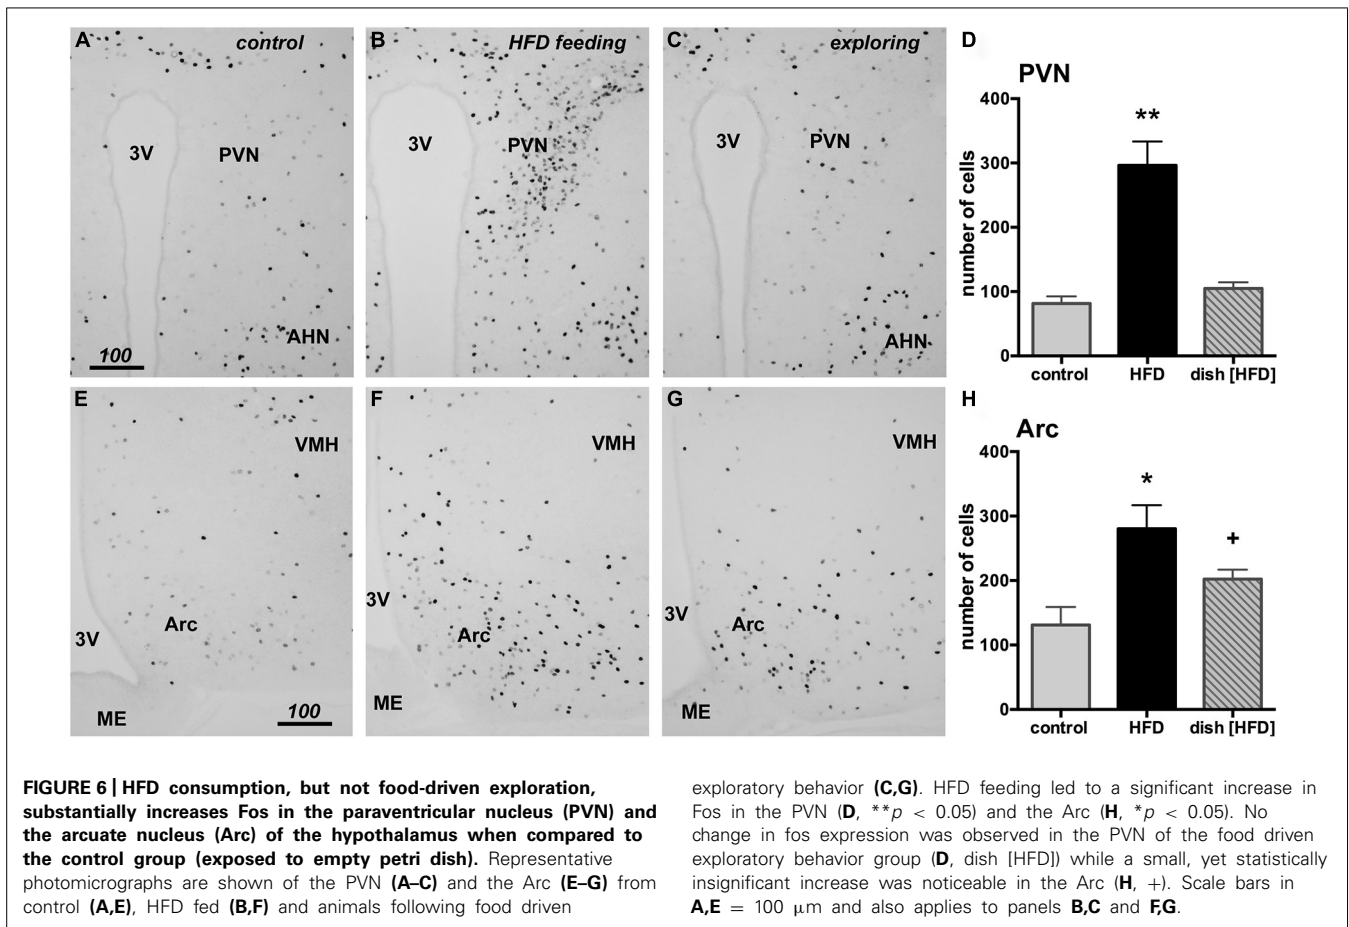 A
control
3V
PVN
AHN
100
B
HFD feeding
3V
PVN
C
exploring
3V
PVN
AHN
D
PVN
400
300
200
100
0
number of cells
**
control
HFD
dish [HFD]
E
VMH
Arc
3V
ME
100
F
VMH
3V
Arc
ME
G
VMH
3V
Arc
ME
H
Arc
400
300
200
100
0
number of cells
*
+
control
HFD
dish [HFD]
FIGURE 6 | HFD consumption, but not food-driven exploration,
substantially increases Fos in the paraventricular nucleus (PVN) and
the arcuate nucleus (Arc) of the hypothalamus when compared to
the control group (exposed to empty petri dish). Representative
photomicrographs are shown of the PVN (A–C) and the Arc (E–G) from
control (A,E), HFD fed (B,F) and animals following food driven
exploratory behavior (C,G). HFD feeding led to a significant increase in
Fos in the PVN (D, **p < 0.05) and the Arc (H, *p < 0.05). No
change in fos expression was observed in the PVN of the food driven
exploratory behavior group (D, dish [HFD]) while a small, yet statistically
insignificant increase was noticeable in the Arc (H, +). Scale bars in
A,E = 100 μm and also applies to panels B,C and F,G.